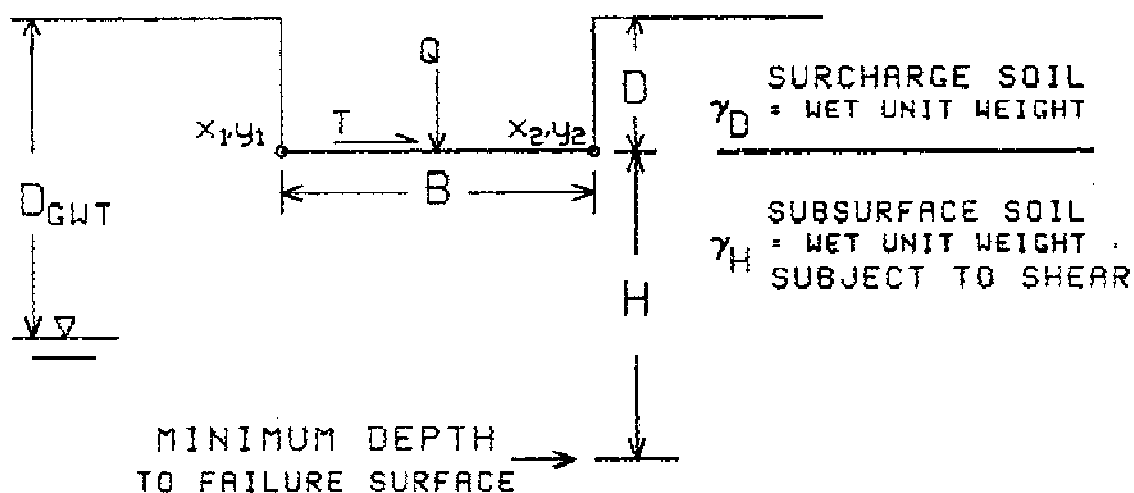 Q
D
SURCHARGE SOIL
γD = WET UNIT WEIGHT
x1,y1
T
x2,y2
B
DGWT
SUBSURFACE SOIL
γH = WET UNIT WEIGHT
SUBJECT TO SHEAR
H
MINIMUM DEPTH
TO FAILURE SURFACE